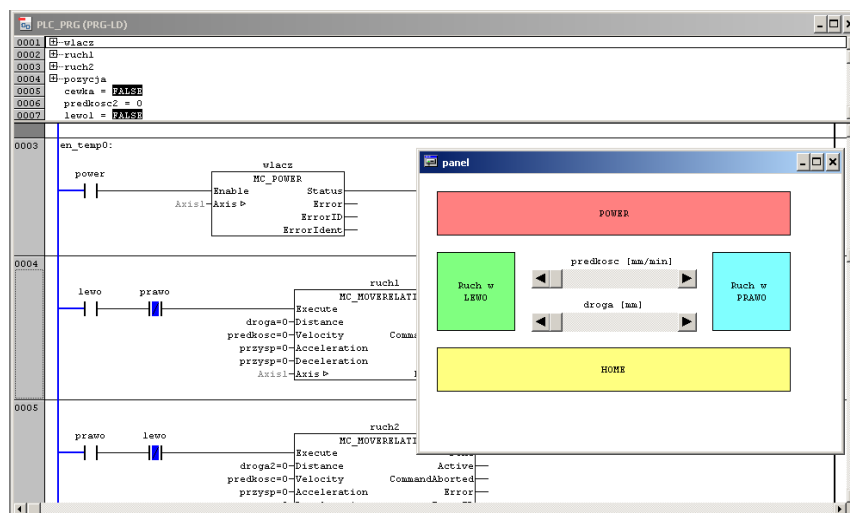 PLC_PRG (PRG-LD)
0001 wlacz
0002 ruch1
0003 ruch2
0004 pozycja
0005 cewka = FALSE
0006 predkosc2 = 0
0007 lewo1 = FALSE
0003 en_temp0:
wlacz
power MC_POWER
Enable Status
Axis1 Axis Error
ErrorID
ErrorIdent
0004
ruch1
lewo prawo MC_MOVERELATI
Execute
droga=0 Distance
predkosc=0 Velocity Comma
przysp=0 Acceleration
przysp=0 Deceleration
Axis1 Axis
0005
ruch2
prawo lewo MC_MOVERELATI
Execute
droga2=0 Distance Active
predkosc=0 Velocity CommandAborted
przysp=0 Acceleration Error
panel
POWER
predkosc [mm/min]
Ruch w LEWO
droga [mm]
Ruch w PRAWO
HOME